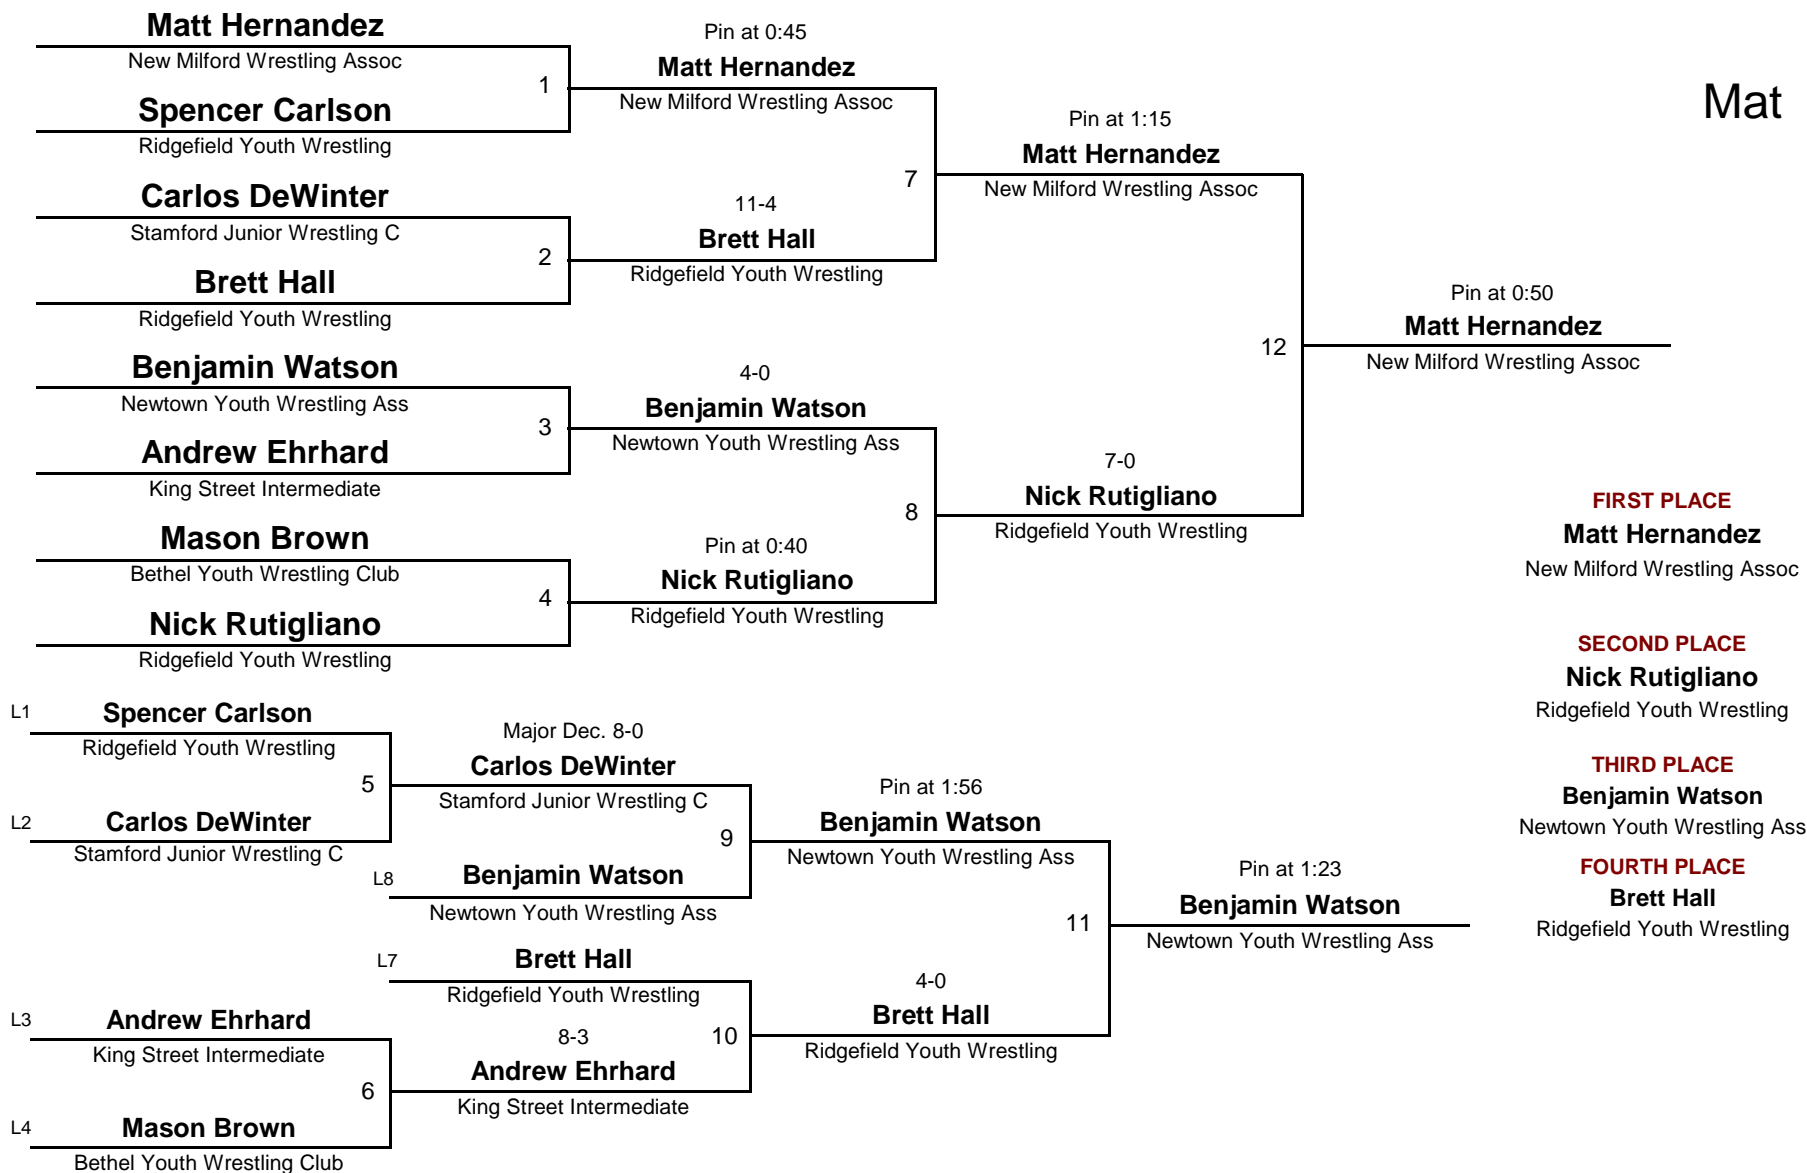 Matt Hernandez
New Milford Wrestling Assoc
1
Spencer Carlson
Ridgefield Youth Wrestling
Carlos DeWinter
Stamford Junior Wrestling C
2
Brett Hall
Ridgefield Youth Wrestling
Benjamin Watson
Newtown Youth Wrestling Ass
3
Andrew Ehrhard
King Street Intermediate
Mason Brown
Bethel Youth Wrestling Club
4
Nick Rutigliano
Ridgefield Youth Wrestling
Pin at 0:45
Matt Hernandez
New Milford Wrestling Assoc
7
11-4
Brett Hall
Ridgefield Youth Wrestling
4-0
Benjamin Watson
Newtown Youth Wrestling Ass
8
Pin at 0:40
Nick Rutigliano
Ridgefield Youth Wrestling
Pin at 1:15
Matt Hernandez
New Milford Wrestling Assoc
12
7-0
Nick Rutigliano
Ridgefield Youth Wrestling
Pin at 0:50
Matt Hernandez
New Milford Wrestling Assoc
Mat
FIRST PLACE
Matt Hernandez
New Milford Wrestling Assoc
SECOND PLACE
Nick Rutigliano
Ridgefield Youth Wrestling
THIRD PLACE
Benjamin Watson
Newtown Youth Wrestling Ass
FOURTH PLACE
Brett Hall
Ridgefield Youth Wrestling
L1 Spencer Carlson
Ridgefield Youth Wrestling
5
L2 Carlos DeWinter
Stamford Junior Wrestling C
L3 Andrew Ehrhard
King Street Intermediate
6
L4 Mason Brown
Bethel Youth Wrestling Club
Major Dec. 8-0
Carlos DeWinter
Stamford Junior Wrestling C
9
L8 Benjamin Watson
Newtown Youth Wrestling Ass
L7 Brett Hall
Ridgefield Youth Wrestling
10
8-3
Andrew Ehrhard
King Street Intermediate
Pin at 1:56
Benjamin Watson
Newtown Youth Wrestling Ass
11
4-0
Brett Hall
Ridgefield Youth Wrestling
Pin at 1:23
Benjamin Watson
Newtown Youth Wrestling Ass